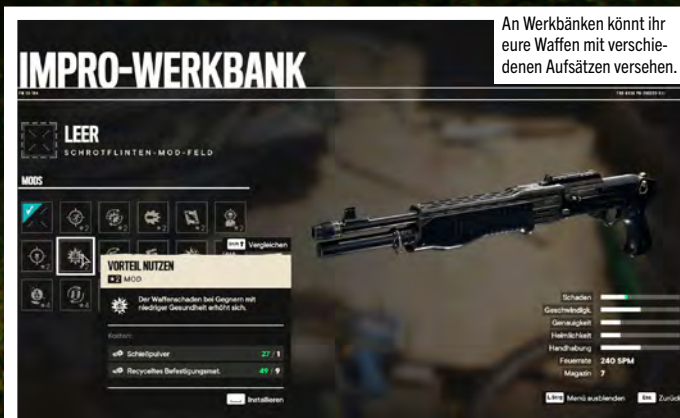 An Werkbänken könnt ihr
eure Waffen mit verschie-
denen Aufsätzen versehen.
IMPRO-WERKBANK
LEER
SCHROTFLINTEN-MOD-FELD
MODS
Vergleichen
VORTEIL NUTZEN
MOD
Der Waffenschaden bei Gegnern mit
niedriger Gesundheit erhöht sich.
Kosten:
Schießpulver 27 / 1
Recyceltes Befestigungsmat. 49 / 9
Installieren
Schaden
Geschwindigk.
Genauigkeit
Heimlichkeit
Handhabung
Feuerrate 240 SPM
Magazin 7
Menü ausblenden
Zurück